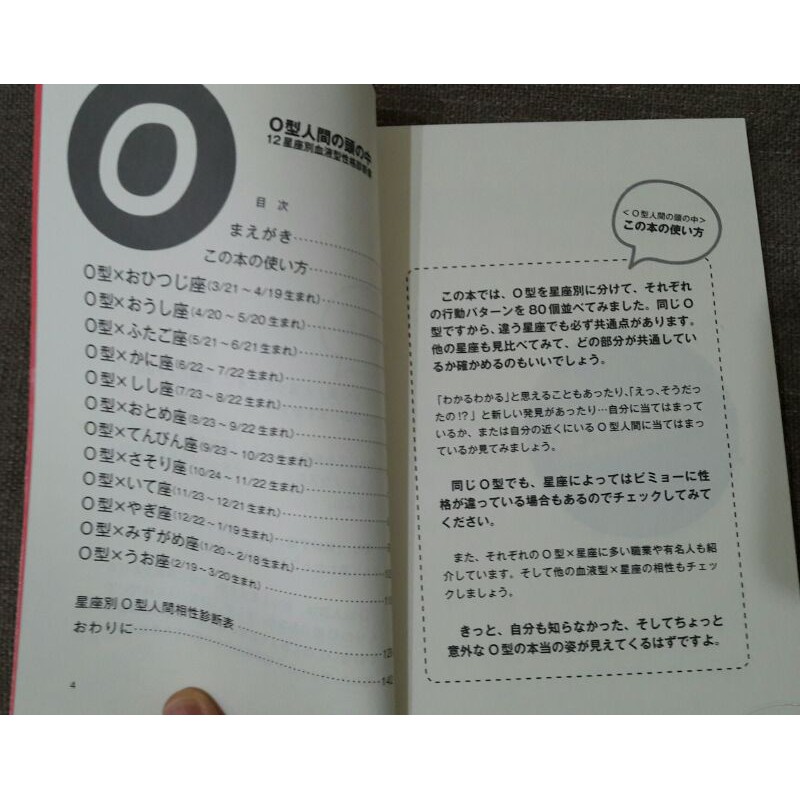 O
O型人間の頭の中
12星座別血液型性格
目 次
まえがき
この本の使い方
O型×おひつじ座(3/21～4/19生まれ)
O型×おうし座(4/20～5/20生まれ)
O型×ふたご座(5/21～6/21生まれ)
O型×かに座(6/22～7/22生まれ)
O型×しし座(7/23～8/22生まれ)
O型×おとめ座(8/23～9/22生まれ)
O型×てんびん座(9/23～10/23生まれ)
O型×さそり座(10/24～11/22生まれ)
O型×いて座(11/23～12/21生まれ)
O型×やぎ座(12/22～1/19生まれ)
O型×みずがめ座(1/20～2/18生まれ)
O型×うお座(2/19～3/20生まれ)
星座別 O型人間相性診断表
おわりに
4
＜O型人間の頭の中＞
この本の使い方
この本では、O型を星座別に分けて、それぞれ
の行動パターンを80個並べてみました。同じO
型ですから、違う星座でも必ず共通点があります。
他の星座も見比べてみて、どの部分が共通してい
るか確かめるのもいいでしょう。
「わかるわかる」と思えることもあったり、「えっ、そうだっ
たの!?」と新しい発見があったり…自分に当てはまって
いるか、または自分の近くにいるO型人間に当てはまっ
ているか見てみましょう。
同じO型でも、星座によってはビミョーに性
格が違っている場合もあるのでチェックしてみて
ください。
また、それぞれのO型×星座に多い職業や有名人も紹
介しています。そして他の血液型×星座の相性もチェッ
クしましょう。
きっと、自分も知らなかった、そしてちょっと
意外なO型の本当の姿が見えてくるはずですよ。